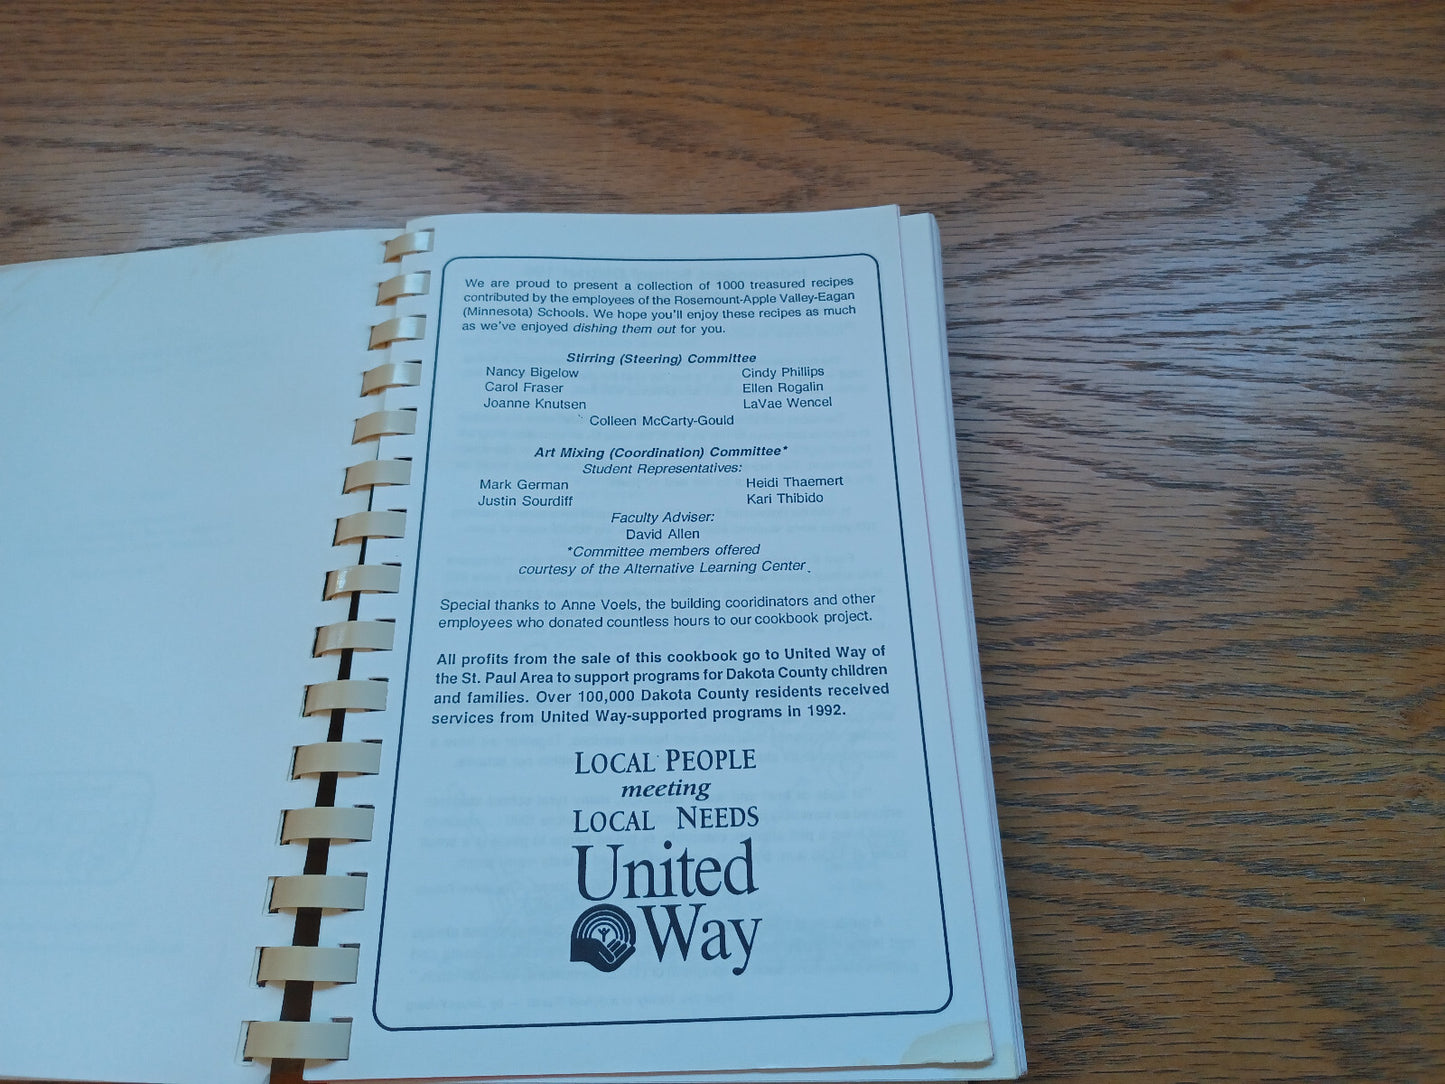 We are proud to present a collection of 1000 treasured recipes
contributed by the employees of the Rosemount-Apple Valley-Eagan
(Minnesota) Schools. We hope you'll enjoy these recipes as much
as we've enjoyed dishing them out for you.
Stirring (Steering) Committee
Nancy Bigelow Cindy Phillips
Carol Fraser Ellen Rogalin
Joanne Knutsen LaVae Wencel
Colleen McCarty-Gould
Art Mixing (Coordination) Committee*
Student Representatives:
Mark German Heidi Thaemert
Justin Sourdiff Kari Thibido
Faculty Adviser:
David Allen
*Committee members offered
courtesy of the Alternative Learning Center.
Special thanks to Anne Voels, the building cooridinators and other
employees who donated countless hours to our cookbook project.
All profits from the sale of this cookbook go to United Way of
the St. Paul Area to support programs for Dakota County children
and families. Over 100,000 Dakota County residents received
services from United Way-supported programs in 1992.
LOCAL PEOPLE
meeting
LOCAL NEEDS
United
Way